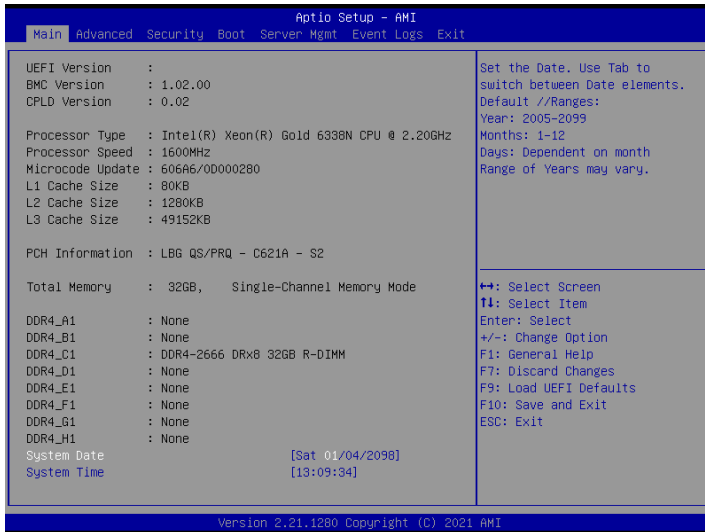 Aptio Setup - AMI
Main Advanced Security Boot Server Mgmt Event Logs Exit
UEFI Version :
BMC Version : 1.02.00
CPLD Version : 0.02
Processor Type : Intel(R) Xeon(R) Gold 6338N CPU @ 2.20GHz
Processor Speed : 1600MHz
Microcode Update : 606A6/0D000280
L1 Cache Size : 80KB
L2 Cache Size : 1280KB
L3 Cache Size : 49152KB
PCH Information : LBG QS/PRQ - C621A - S2
Total Memory : 32GB, Single-Channel Memory Mode
DDR4_A1 : None
DDR4_B1 : None
DDR4_C1 : DDR4-2666 DRx8 32GB R-DIMM
DDR4_D1 : None
DDR4_E1 : None
DDR4_F1 : None
DDR4_G1 : None
DDR4_H1 : None
System Date [Sat 01/04/2098]
System Time [13:09:34]
Set the Date. Use Tab to
switch between Date elements.
Default //Ranges:
Year: 2005-2099
Months: 1-12
Days: Dependent on month
Range of Years may vary.
↔: Select Screen
↑↓: Select Item
Enter: Select
+/-: Change Option
F1: General Help
F7: Discard Changes
F9: Load UEFI Defaults
F10: Save and Exit
ESC: Exit
Version 2.21.1280 Copyright (C) 2021 AMI